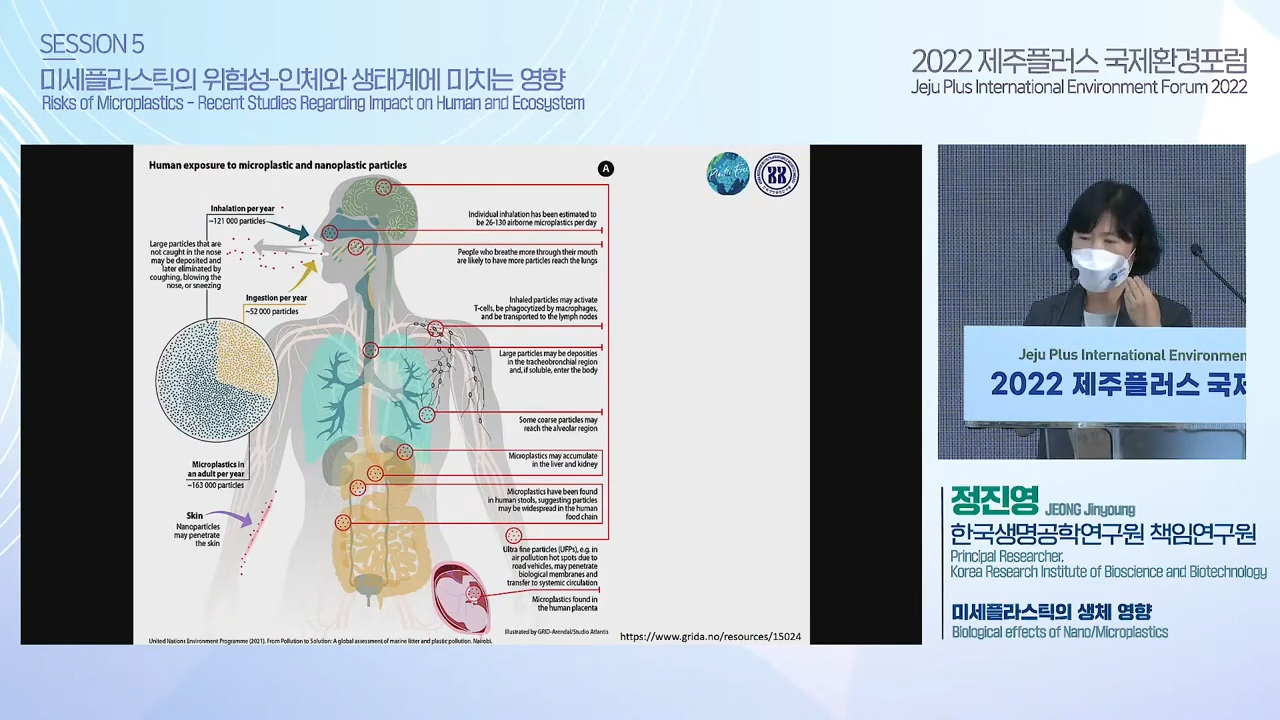 SESSION 5
미세플라스틱의 위험성-인체와 생태계에 미치는 영향
Risks of Microplastics - Recent Studies Regarding Impact on Human and Ecosystem
2022 제주플러스 국제환경포럼
Jeju Plus International Environment Forum 2022
Human exposure to microplastic and nanoplastic particles
A
Inhalation per year
~121 000 particles
Large particles that are
not caught in the nose
may be deposited and
later eliminated by
coughing, blowing the
nose, or sneezing
Ingestion per year
~52 000 particles
Microplastics in
an adult per year
~163 000 particles
Skin
Nanoparticles
may penetrate
the skin
Individual inhalation has been estimated to
be 26-130 airborne microplastics per day
People who breathe more through their mouth
are likely to have more particles reach the lungs
Inhaled particles may activate
T-cells, be phagocytized by macrophages,
and be transported to the lymph nodes
Large particles may be deposities
in the tracheobronchial region
and, if soluble, enter the body
Some coarse particles may
reach the alveolar region
Microplastics may accumulate
in the liver and kidney
Microplastics have been found
in human stools, suggesting particles
may be widespread in the human
food chain
Ultra fine particles (UFPs), e.g. in
air pollution hot spots due to
road vehicles, may penetrate
biological membranes and
transfer to systemic circulation
Microplastics found in
the human placenta
Illustrated by GRID-Arendal/Studio Atlantis
United Nations Environment Programme (2021). From Pollution to Solution: A global assessment of marine litter and plastic pollution. Nairobi.
https://www.grida.no/resources/15024
Jeju Plus International Environmen
2022 제주플러스 국제
정진영 JEONG Jinyoung
한국생명공학연구원 책임연구원
Principal Researcher,
Korea Research Institute of Bioscience and Biotechnology
미세플라스틱의 생체 영향
Biological effects of Nano/Microplastics